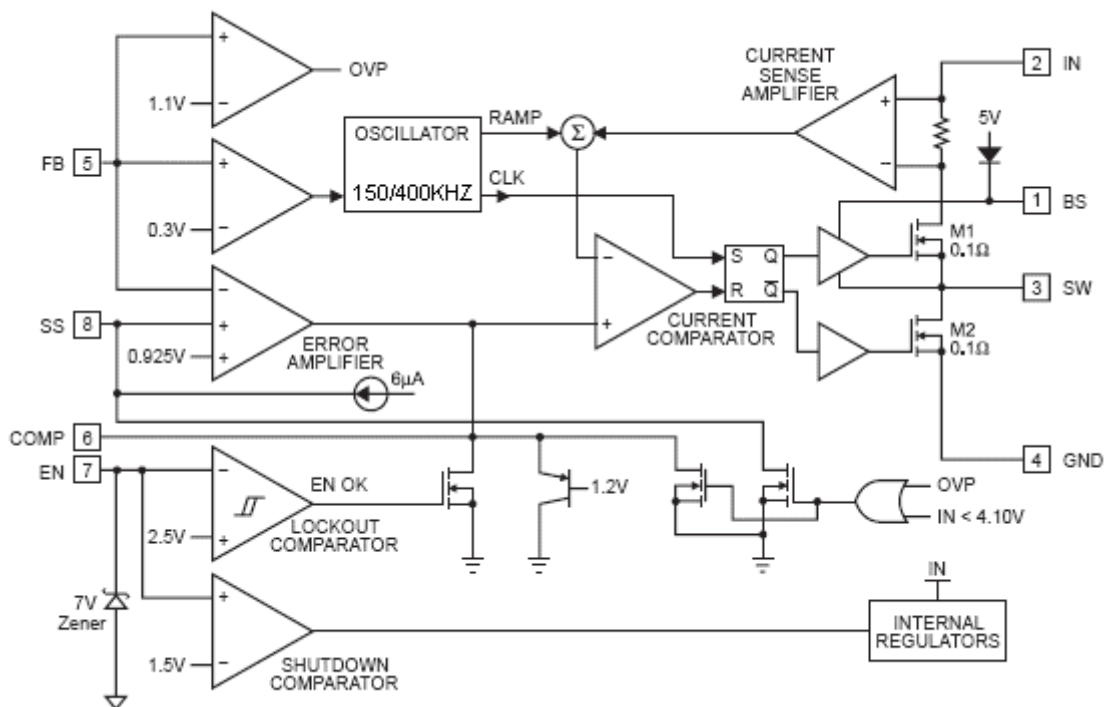 +
OVP
1.1V
−
CURRENT
SENSE
AMPLIFIER
+
−
2 IN
5V
FB 5
+
0.3V
−
OSCILLATOR
150/400KHZ
RAMP
CLK
Σ
1 BS
M1
0.1Ω
−
+
CURRENT
COMPARATOR
S Q
R Q̅
3 SW
M2
0.1Ω
SS 8
−
+
0.925V
+
ERROR
AMPLIFIER
6µA
COMP 6
EN 7
4 GND
−
EN OK
2.5V
+
LOCKOUT
COMPARATOR
1.2V
OVP
IN < 4.10V
7V
Zener
+
1.5V
−
SHUTDOWN
COMPARATOR
IN
INTERNAL
REGULATORS